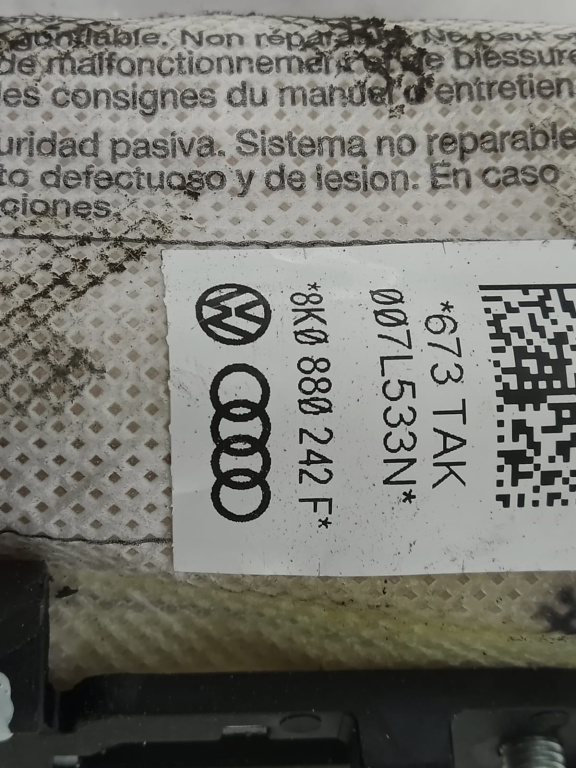 gonflable. Non réparable. Ne peut
de malfonctionnement et de blessure
les consignes du manuel d'entretien
uridad pasiva. Sistema no reparable
to defectuoso y de lesion. En caso
ciones.
*8K0 880 242 F*
*673 TAK
007L533N*